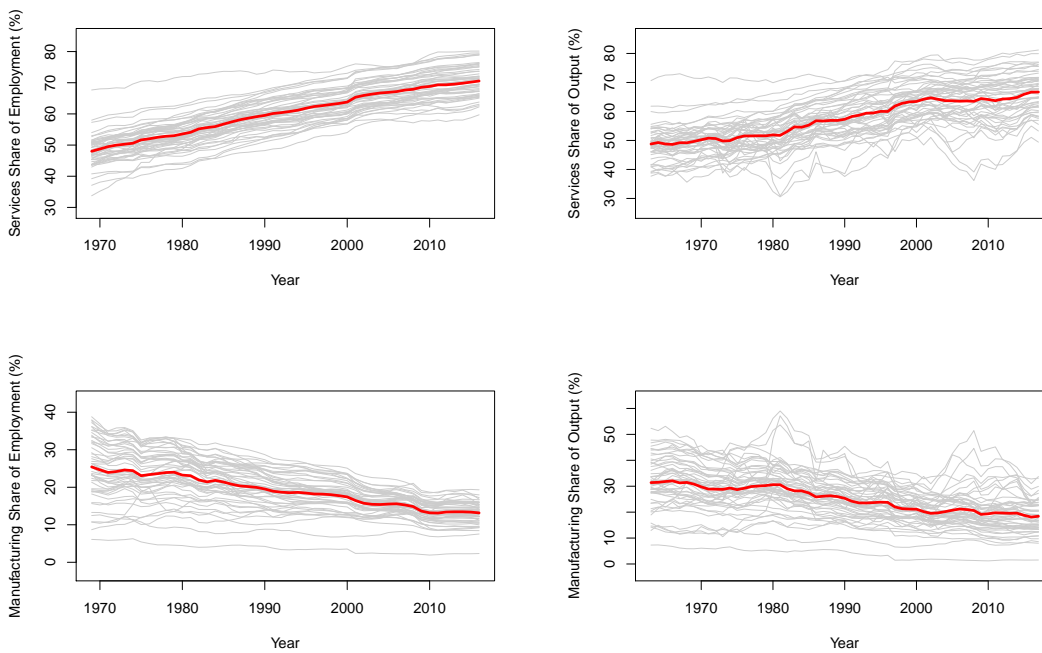 Services Share of Employment (%)
80
70
60
50
40
30
1970 1980 1990 2000 2010
Year
Services Share of Output (%)
80
70
60
50
40
30
1970 1980 1990 2000 2010
Year
Manufacturing Share of Employment (%)
40
30
20
10
0
1970 1980 1990 2000 2010
Year
Manufacturing Share of Output (%)
50
30
20
10
0
1970 1980 1990 2000 2010
Year